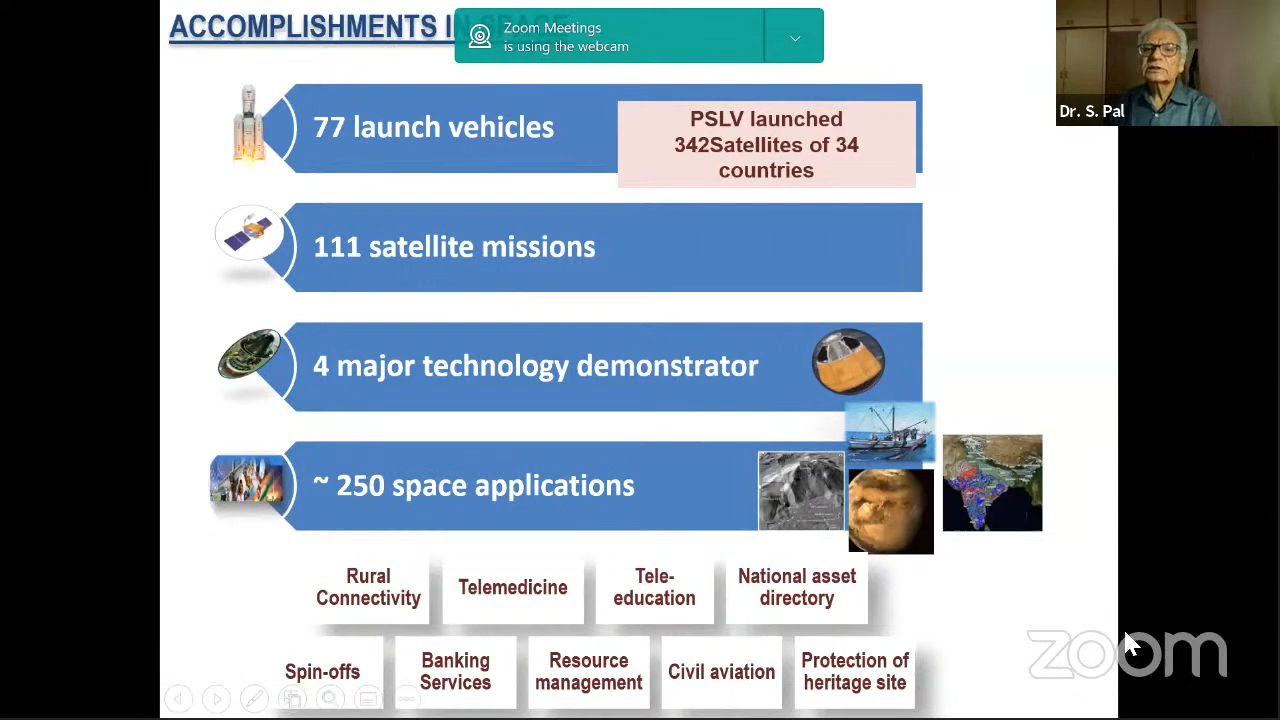 ACCOMPLISHMENTS IN SPACE
Zoom Meetings
is using the webcam
Dr. S. Pal
77 launch vehicles
PSLV launched
342Satellites of 34
countries
111 satellite missions
4 major technology demonstrator
~ 250 space applications
Rural
Connectivity
Telemedicine
Tele-
education
National asset
directory
Spin-offs
Banking
Services
Resource
management
Civil aviation
Protection of
heritage site
zoom